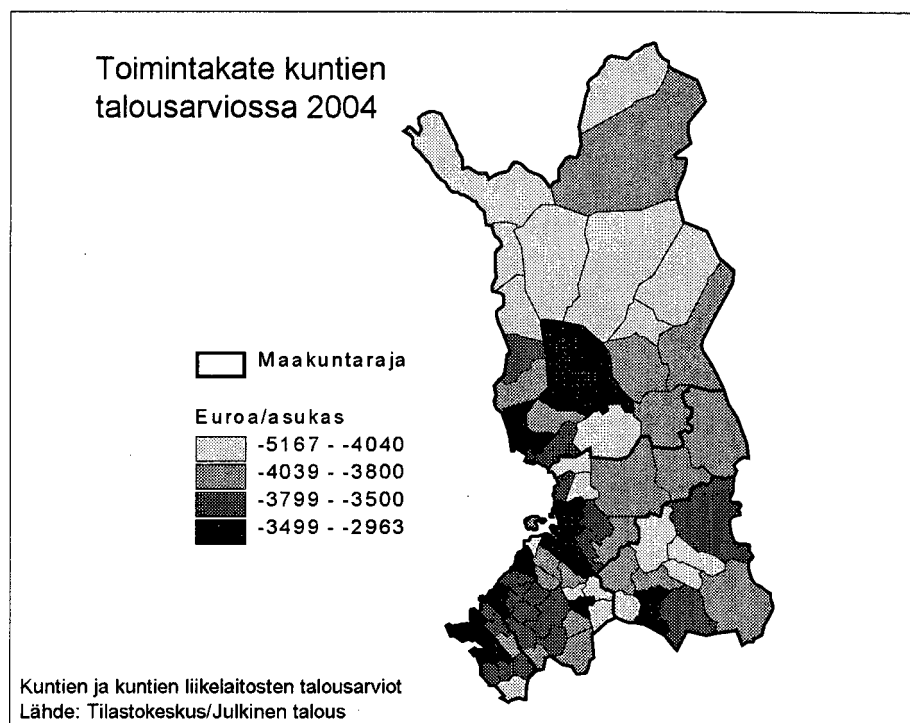 Toimintakate kuntien
talousarviossa 2004
Maakuntaraja
Euroa/asukas
-5167 - -4040
-4039 - -3800
-3799 - -3500
-3499 - -2963
Kuntien ja kuntien liikelaitosten talousarviot
Lähde: Tilastokeskus/Julkinen talous